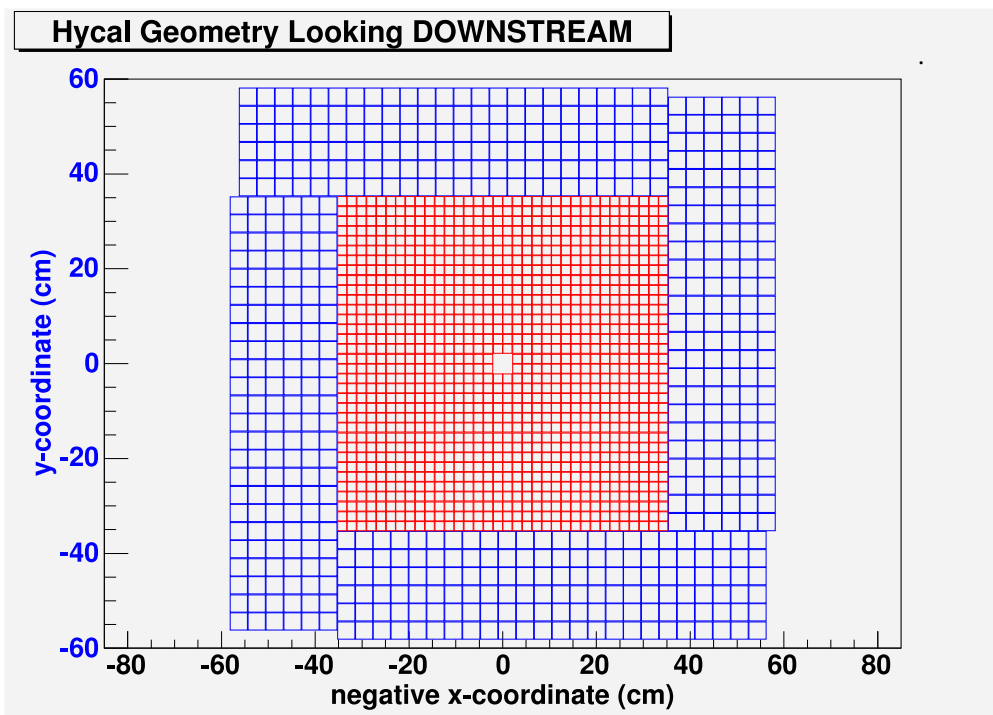 Hycal Geometry Looking DOWNSTREAM
60
40
20
0
-20
-40
-60
y-coordinate (cm)
-80 -60 -40 -20 0 20 40 60 80
negative x-coordinate (cm)